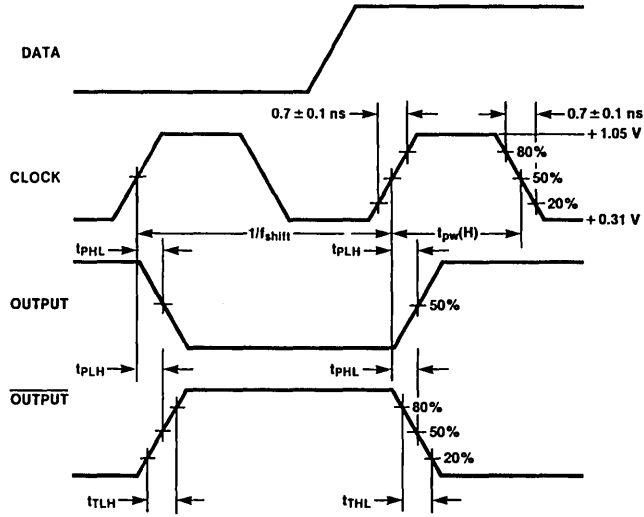 DATA
0.7 ± 0.1 ns
0.7 ± 0.1 ns
+ 1.05 V
80%
CLOCK
50%
20%
+ 0.31 V
1/fshift
tpw(H)
tPHL
tPLH
OUTPUT
50%
tPLH
tPHL
OUTPUT
80%
50%
20%
tTLH
tTHL